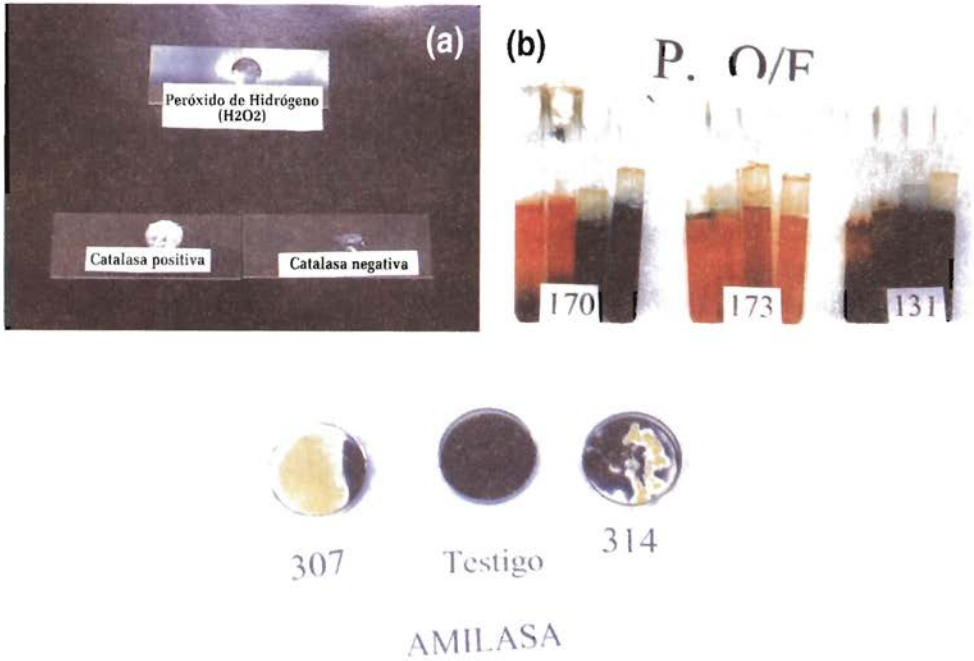 (a)
Peróxido de Hidrógeno
(H2O2)
Catalasa positiva
Catalasa negativa
(b)
P. O/F
170
173
131
307
Testigo
314
AMILASA